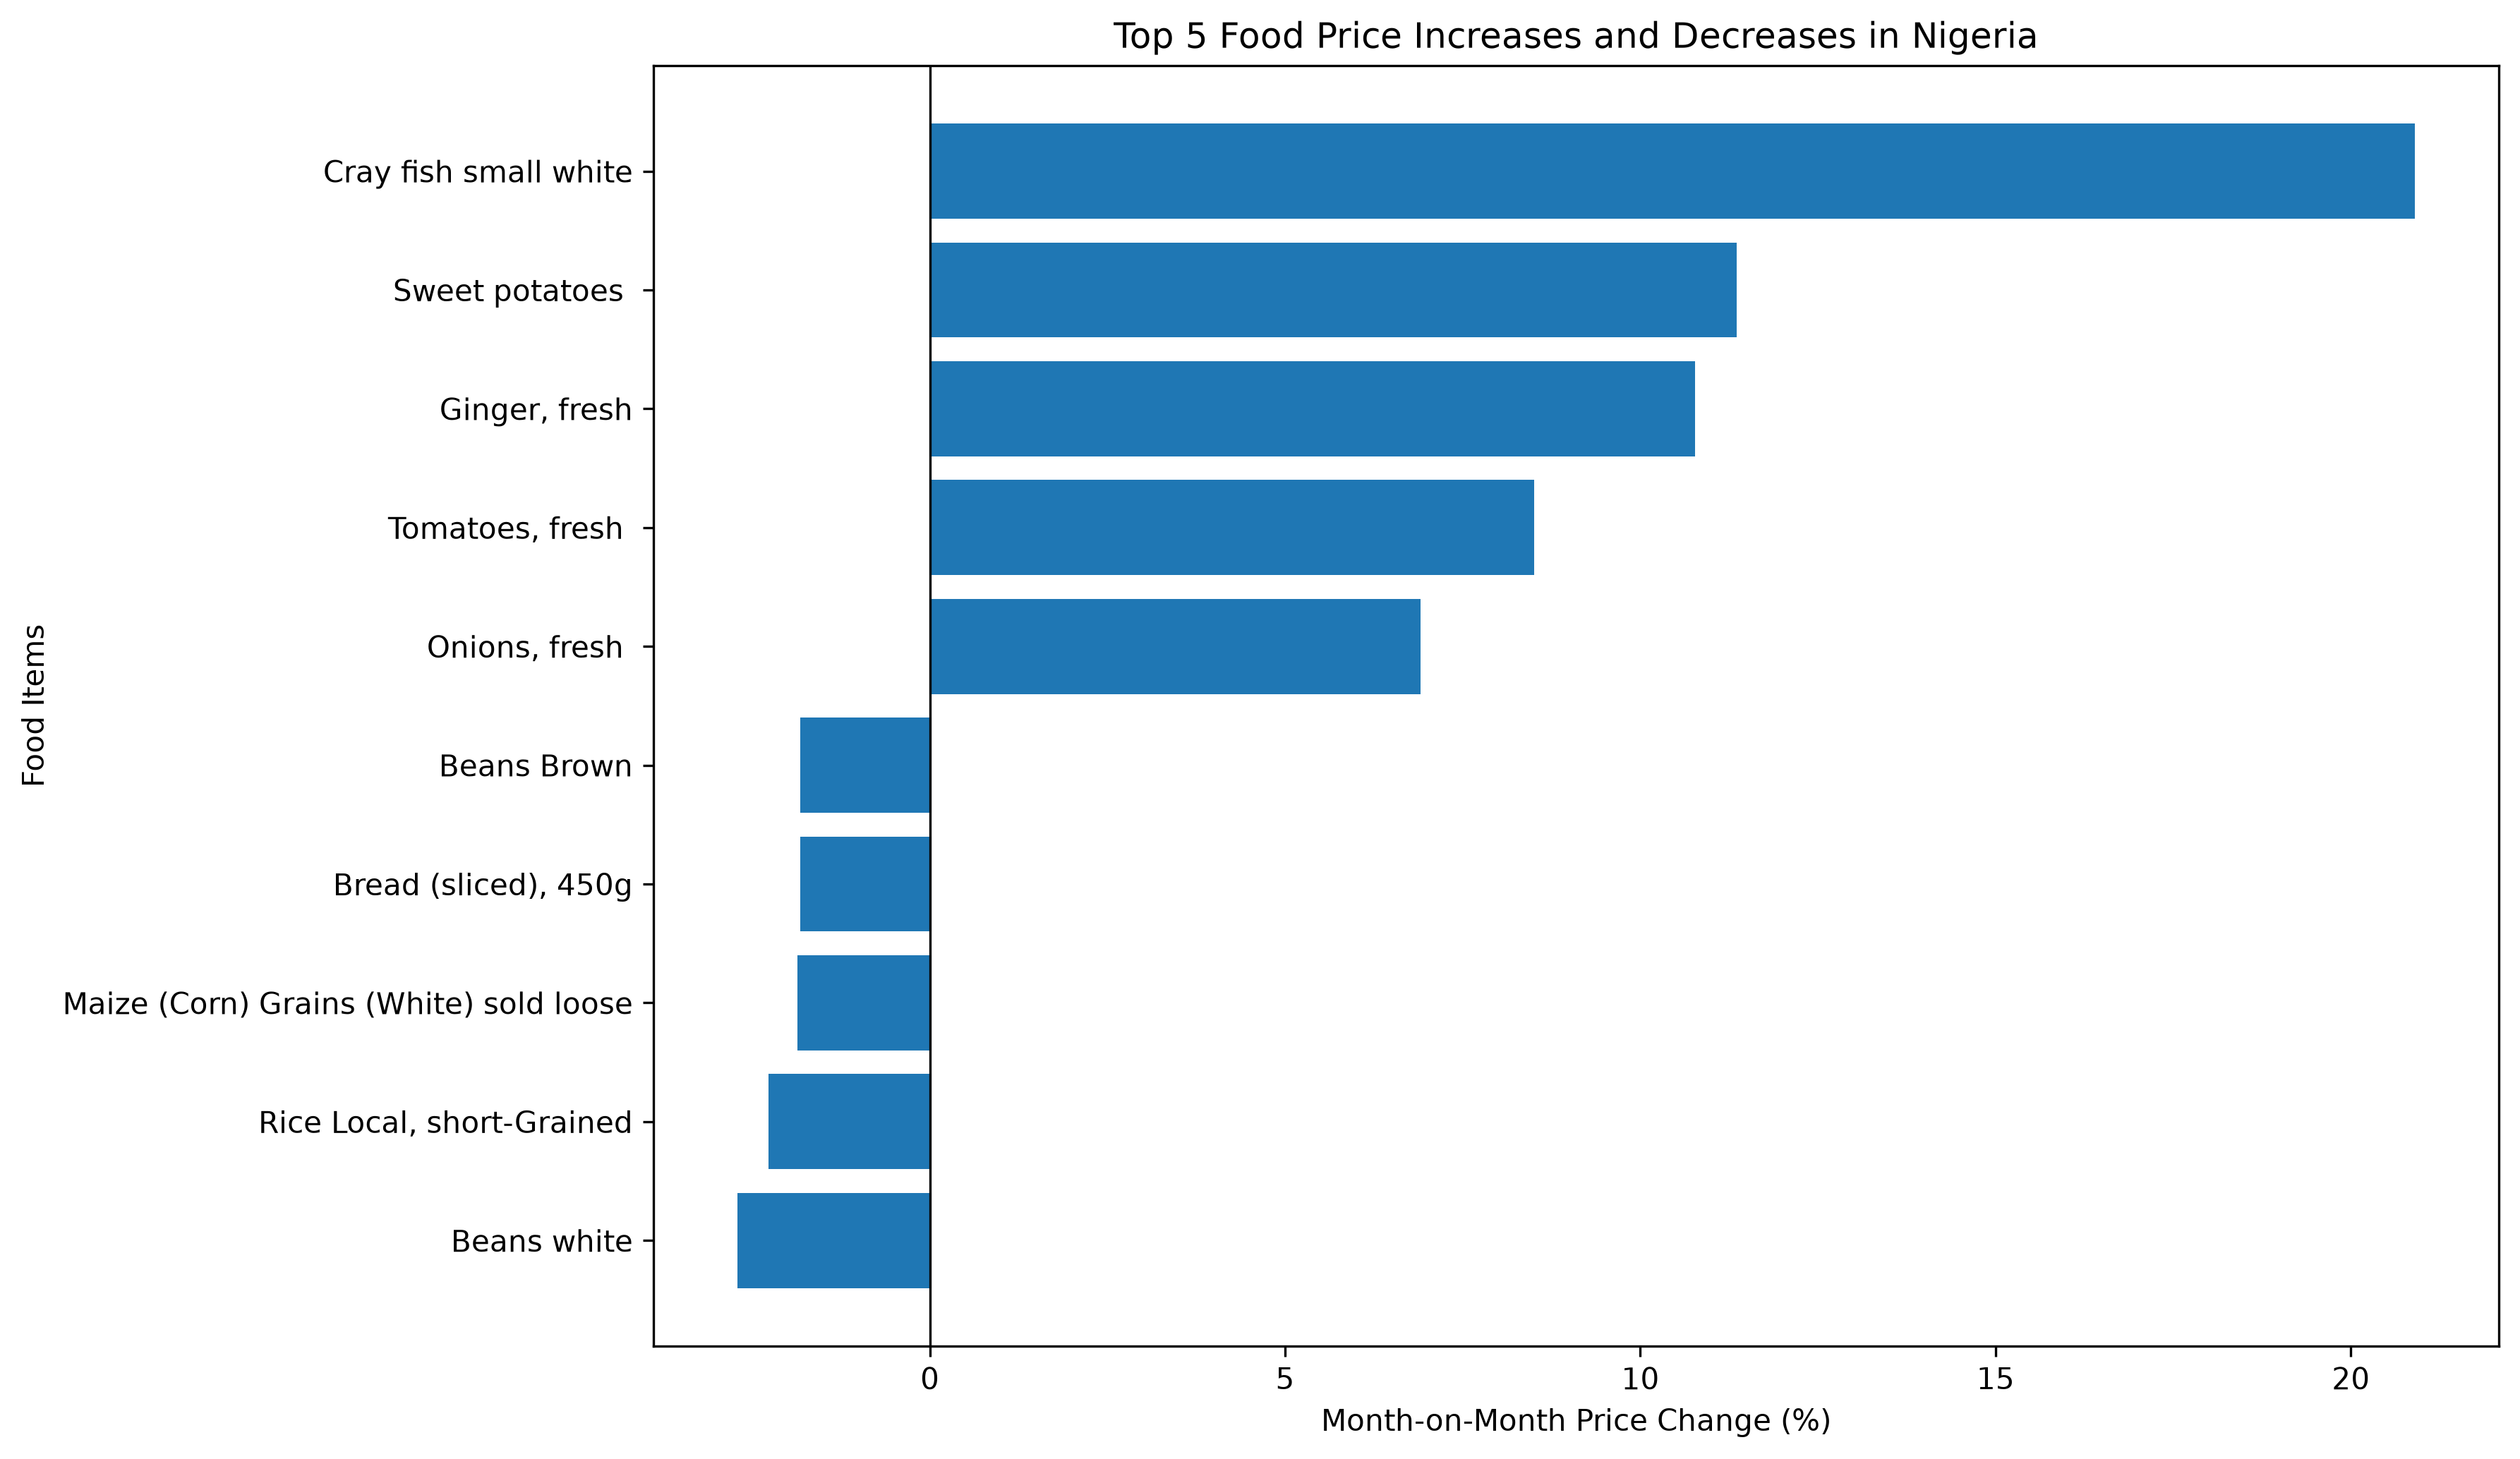 Top 5 Food Price Increases and Decreases in Nigeria
Food Items
Cray fish small white
Sweet potatoes
Ginger, fresh
Tomatoes, fresh
Onions, fresh
Beans Brown
Bread (sliced), 450g
Maize (Corn) Grains (White) sold loose
Rice Local, short-Grained
Beans white
0 5 10 15 20
Month-on-Month Price Change (%)